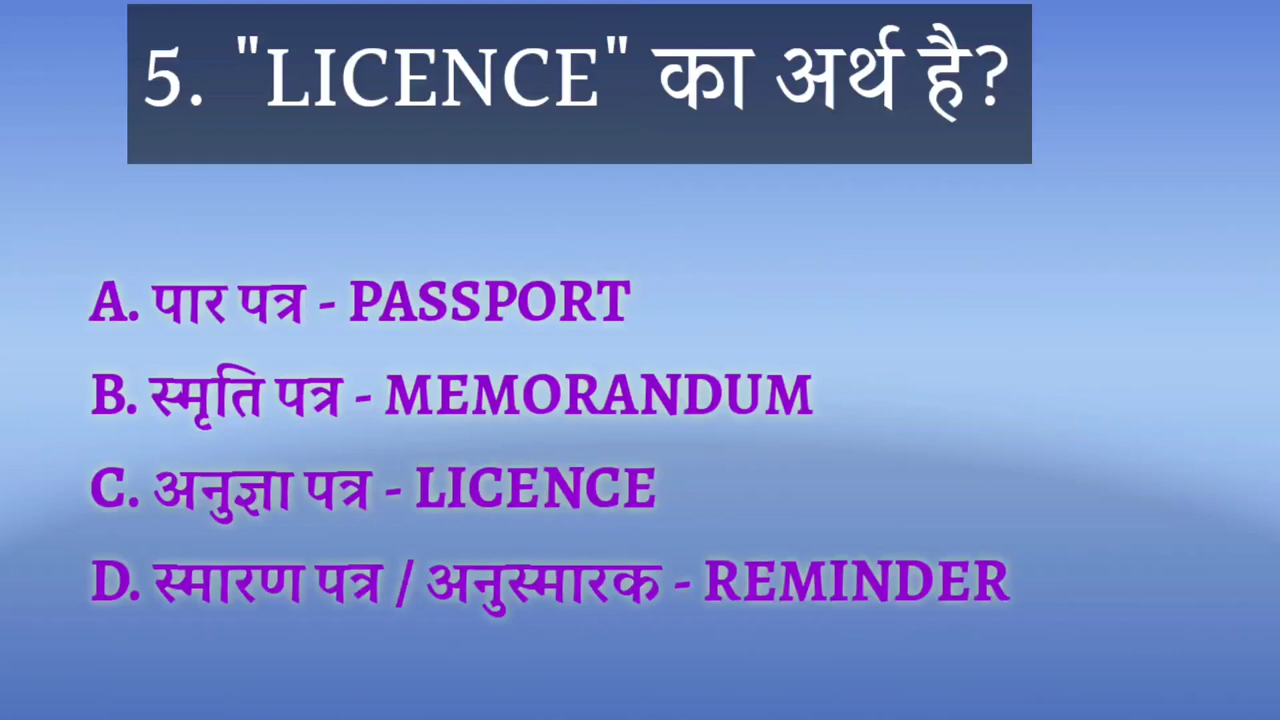 5. "LICENCE" का अर्थ है?
A. पार पत्र - PASSPORT
B. स्मृति पत्र - MEMORANDUM
C. अनुज्ञा पत्र - LICENCE
D. स्मारण पत्र / अनुस्मारक - REMINDER